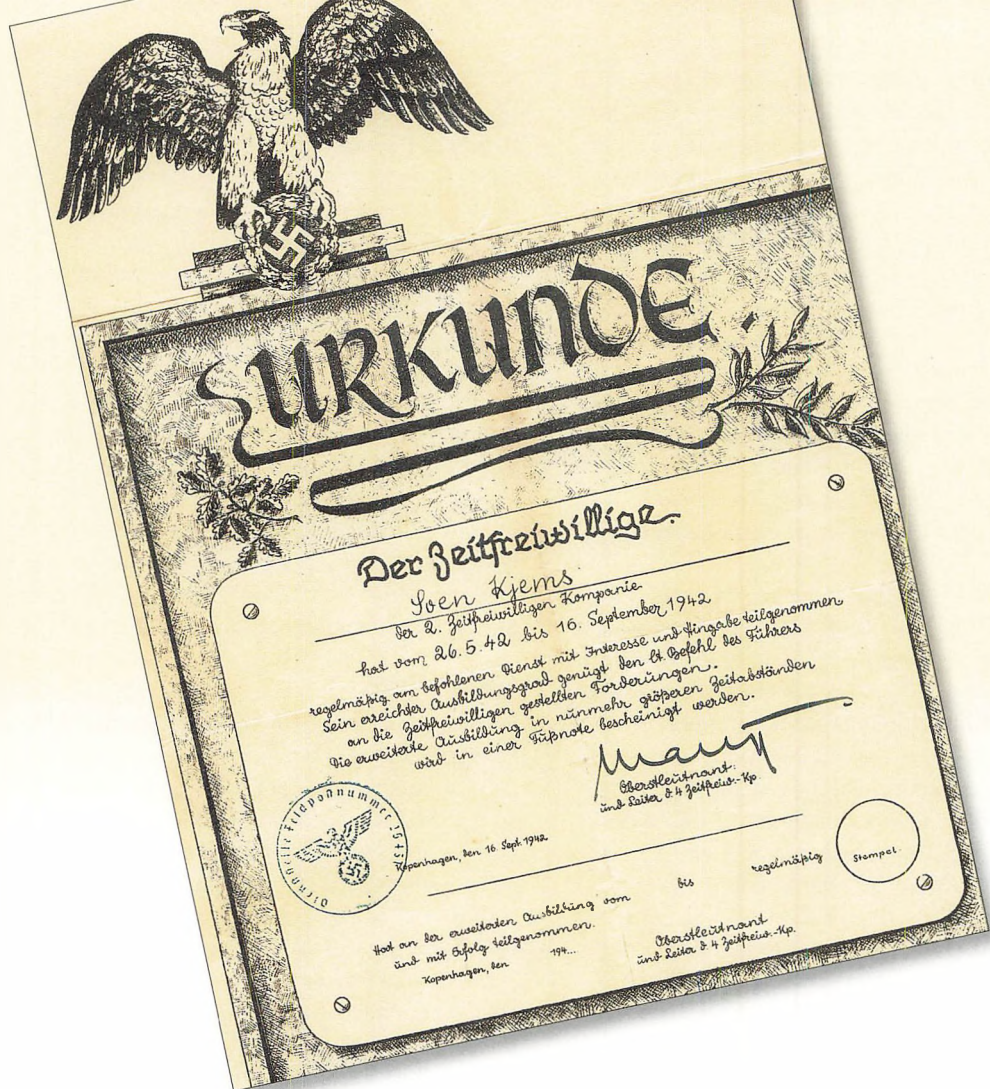 URKUNDE
Der Zeitfreiwillige
Sven Kjems
der 2. Zeitfreiwilligen Kompanie
hat vom 26.5.42 bis 16. September 1942
regelmäßig am befohlenen Dienst mit Interesse und Hingabe teilgenommen
Sein erreichter Ausbildungsgrad genügt den lt. Befehl des Führers
an die Zeitfreiwilligen gestellten Forderungen.
Die erweiterte Ausbildung in nunmehr größeren Zeitabständen
wird in einer Fußnote bescheinigt werden.
Oberstleutnant
und Leiter d. 4 Zeitfreiw.-Kp.
Dienststelle Feldpostnummer
Kopenhagen, den 16. Sept. 1942
Stempel
Hat an der erweiterten Ausbildung vom bis regelmäßig
und mit Erfolg teilgenommen.
Kopenhagen, den 194...
Oberstleutnant
und Leiter d. 4 Zeitfreiw.-Kp.